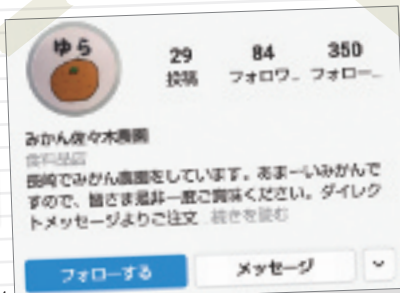 ゆら
29 84 350
投稿 フォロワ… フォロー…
みかん佐々木農園
食料品店
長崎でみかん農園をしています。あま～いみかんで
すので、皆さま是非一度ご賞味ください。ダイレク
トメッセージよりご注文 続きを読む
フォローする メッセージ